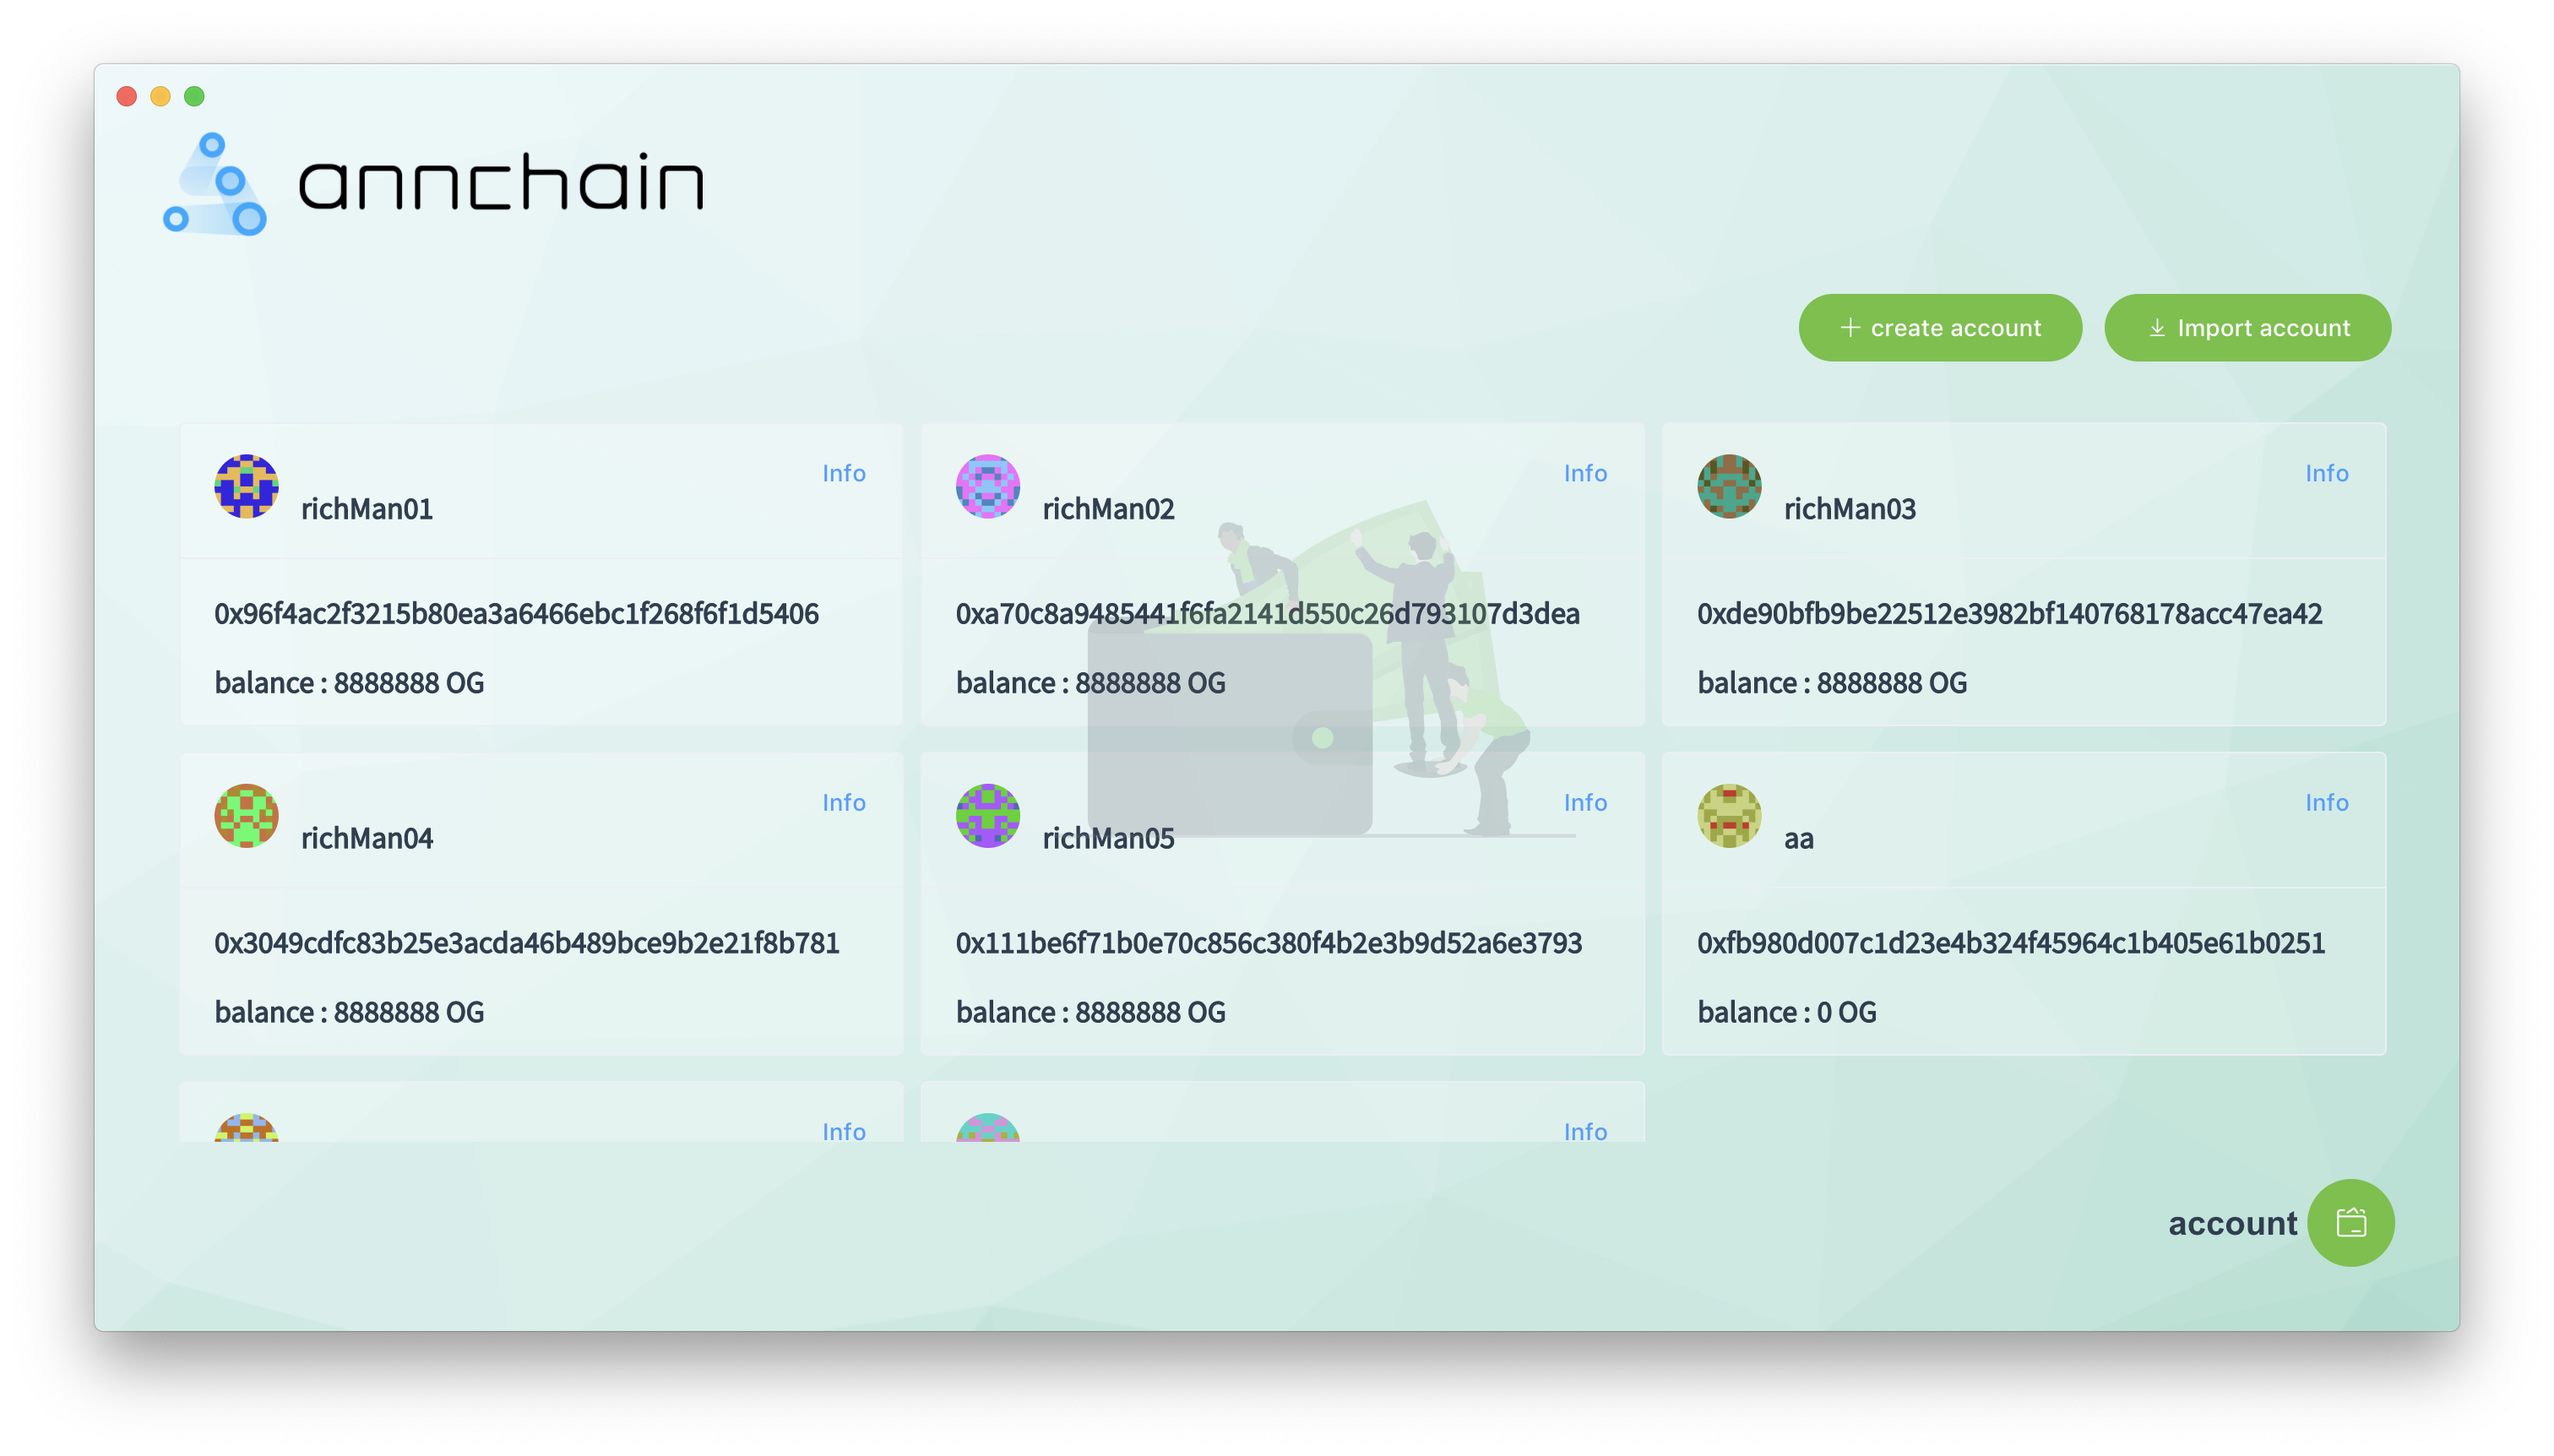 annchain
create account
Import account
richMan01
Info
0x96f4ac2f3215b80ea3a6466ebc1f268f6f1d5406
balance : 8888888 OG
richMan02
Info
0xa70c8a9485441f6fa2141d550c26d793107d3dea
balance : 8888888 OG
richMan03
Info
0xde90bfb9be22512e3982bf140768178acc47ea42
balance : 8888888 OG
richMan04
Info
0x3049cdfc83b25e3acda46b489bce9b2e21f8b781
balance : 8888888 OG
richMan05
Info
0x111be6f71b0e70c856c380f4b2e3b9d52a6e3793
balance : 8888888 OG
aa
Info
0xfb980d007c1d23e4b324f45964c1b405e61b0251
balance : 0 OG
Info
Info
account